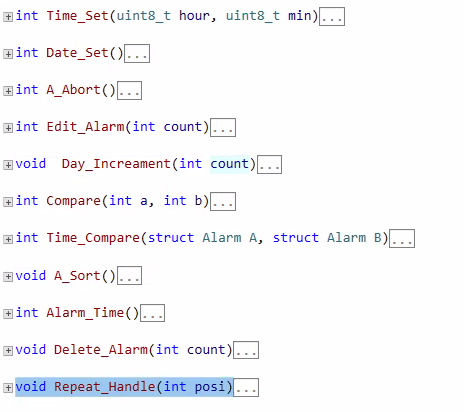 int Time_Set(uint8_t hour, uint8_t min)...
int Date_Set()...
int A_Abort()...
int Edit_Alarm(int count)...
void  Day_Increament(int count)...
int Compare(int a, int b)...
int Time_Compare(struct Alarm A, struct Alarm B)...
void A_Sort()...
int Alarm_Time()...
void Delete_Alarm(int count)...
void Repeat_Handle(int posi)...